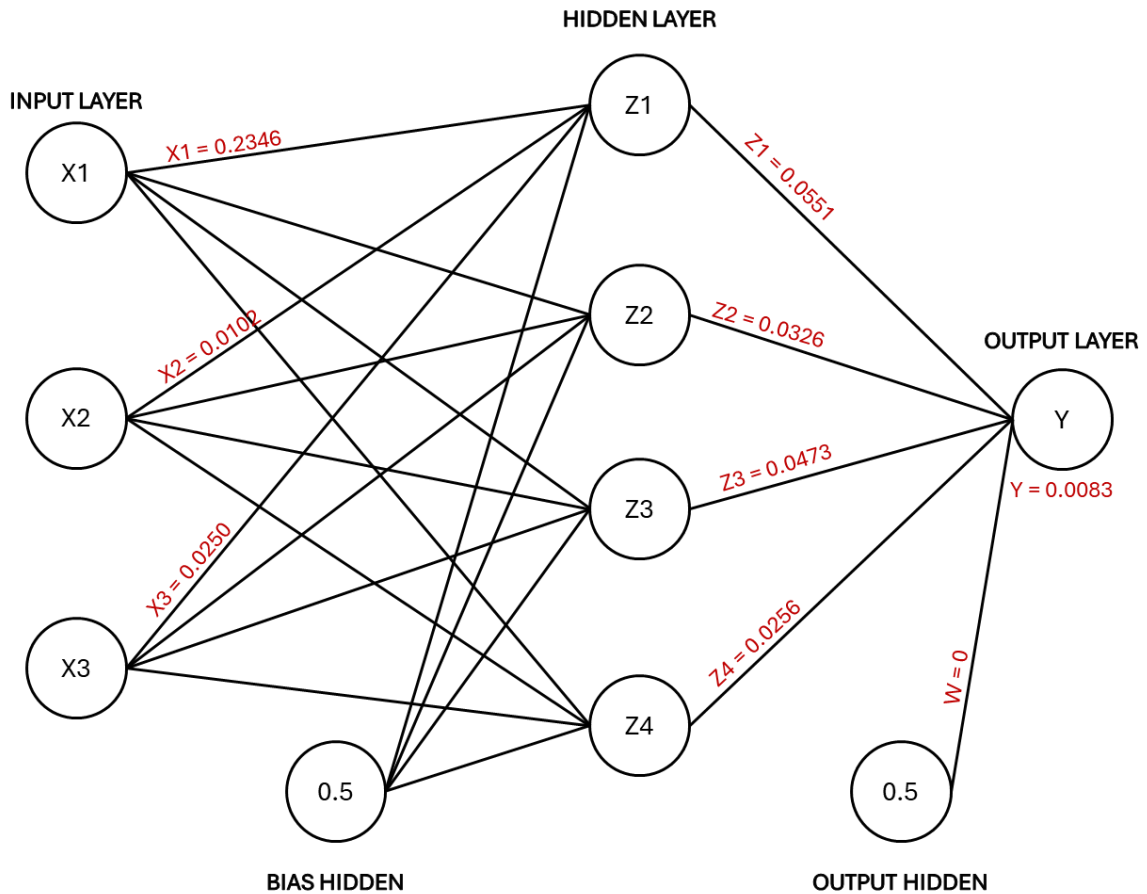 HIDDEN LAYER
INPUT LAYER
Z1
X1
X1 = 0.2346
Z1 = 0.0551
Z2
Z2 = 0.0326
X2 = 0.0102
OUTPUT LAYER
X2
Y
Z3 = 0.0473
Y = 0.0083
Z3
X3 = 0.0250
Z4 = 0.0256
X3
W = 0
Z4
0.5
0.5
BIAS HIDDEN
OUTPUT HIDDEN